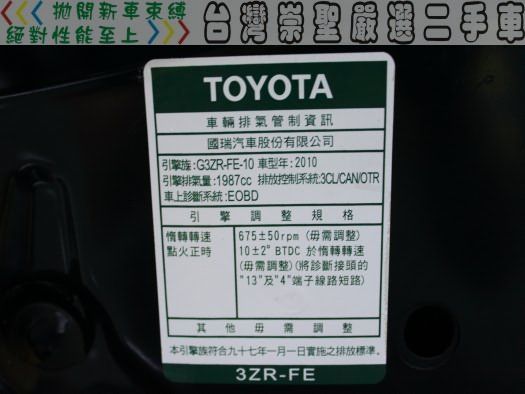 拋開新車束縛
絕對性能至上
台灣崇聖嚴選二手車
TOYOTA
車輛排氣管制資訊
國瑞汽車股份有限公司
引擎族:G3ZR-FE-10 車型年:2010
引擎排氣量:1987cc 排放控制系統:3CL/CAN/OTR
車上診斷系統:EOBD
引擎調整規格
惰轉轉速 675±50rpm (毋需調整)
點火正時 10±2° BTDC 於惰轉轉速
(毋需調整)(將診斷接頭的
"13"及"4"端子線路短路)
其他毋需調整
本引擎族符合九十七年一月一日實施之排放標準。
3ZR-FE